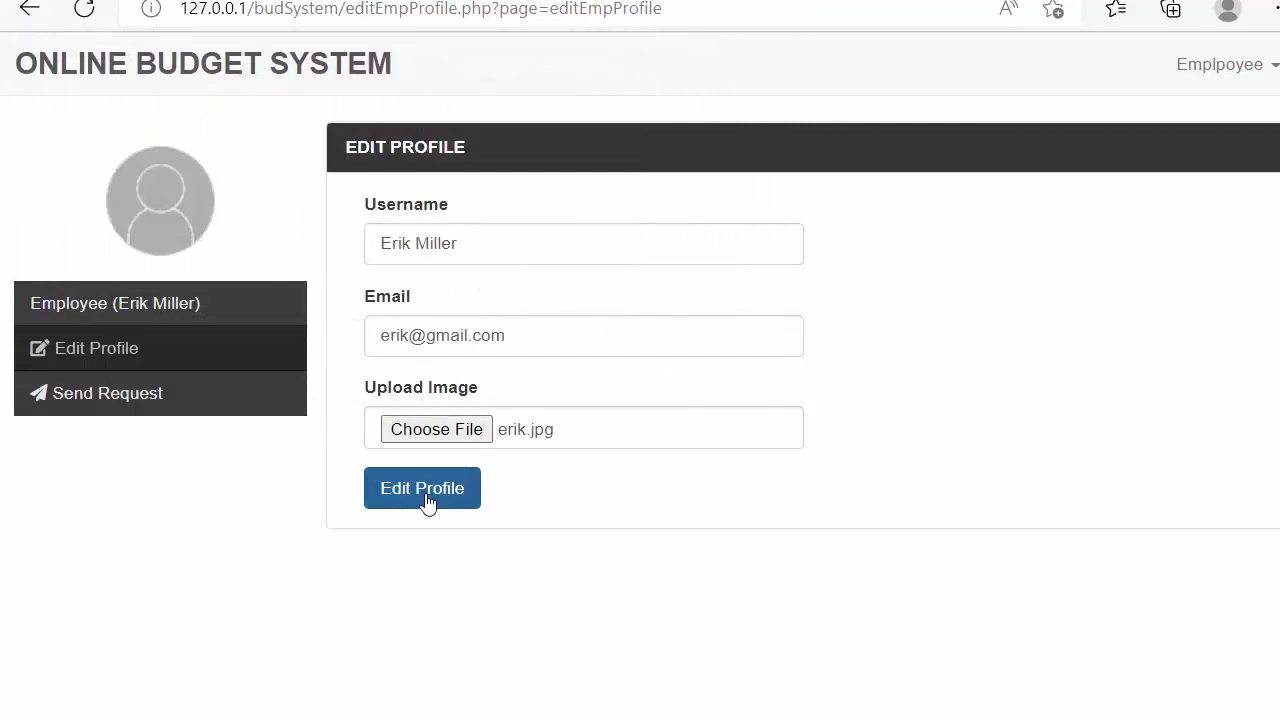 127.0.0.1/budSystem/editEmpProfile.php?page=editEmpProfile
ONLINE BUDGET SYSTEM
Emplpoyee
EDIT PROFILE
Username
Erik Miller
Employee (Erik Miller)
Email
erik@gmail.com
Edit Profile
Send Request
Upload Image
Choose File erik.jpg
Edit Profile